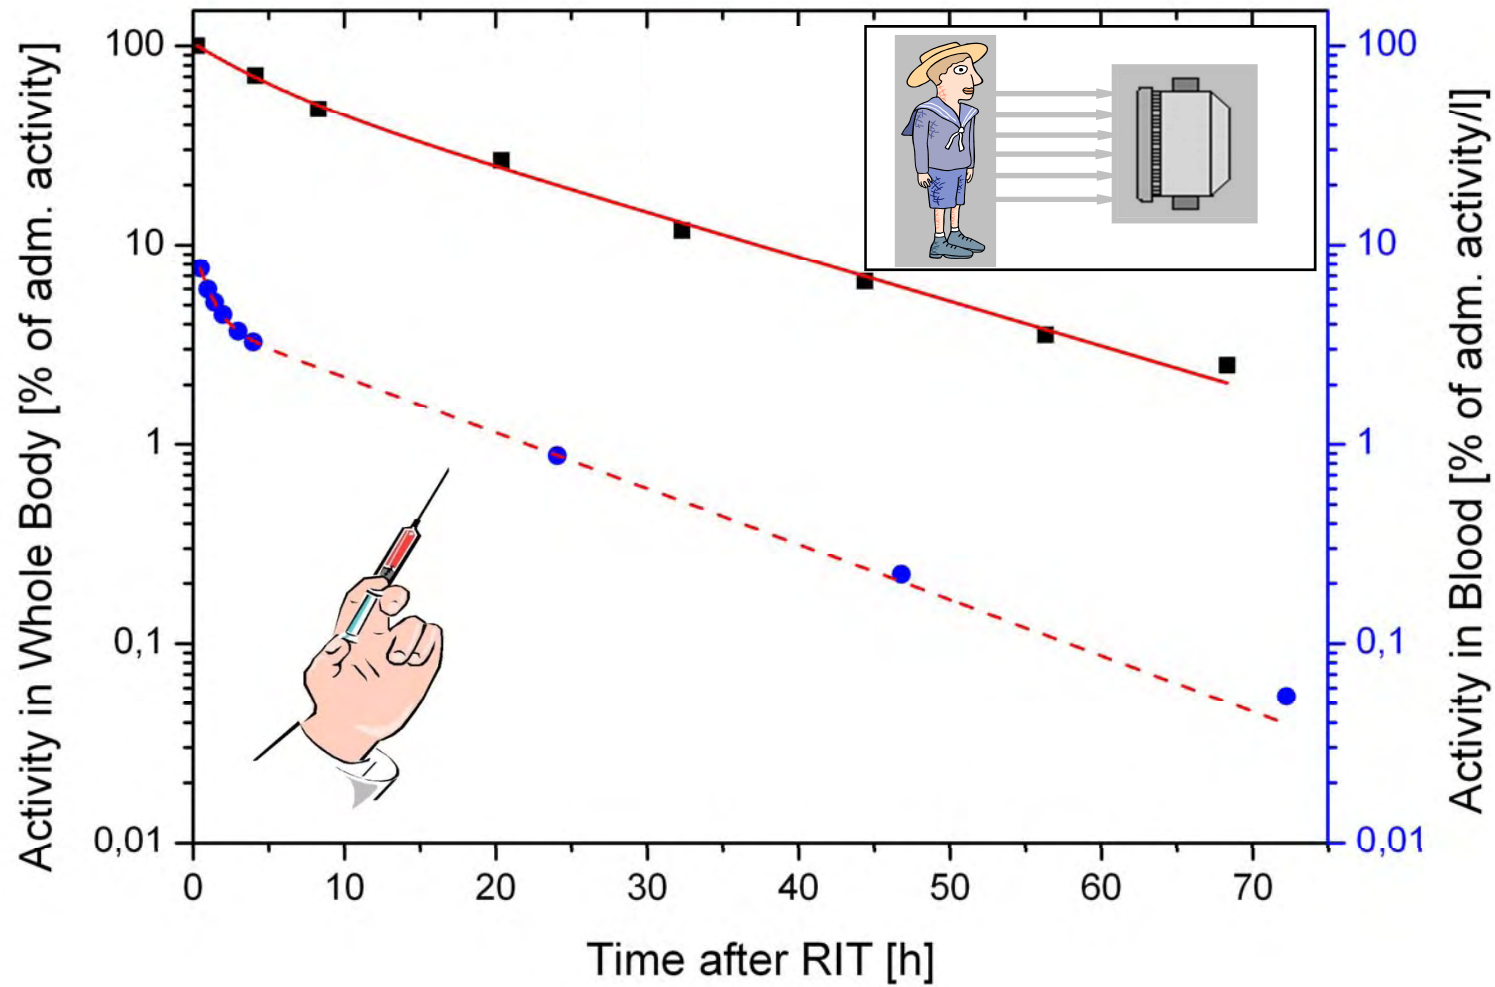 Activity in Whole Body [% of adm. activity]
100
10
1
0,1
0,01
0 10 20 30 40 50 60 70
Time after RIT [h]
100
10
1
0,1
0,01
Activity in Blood [% of adm. activity/l]